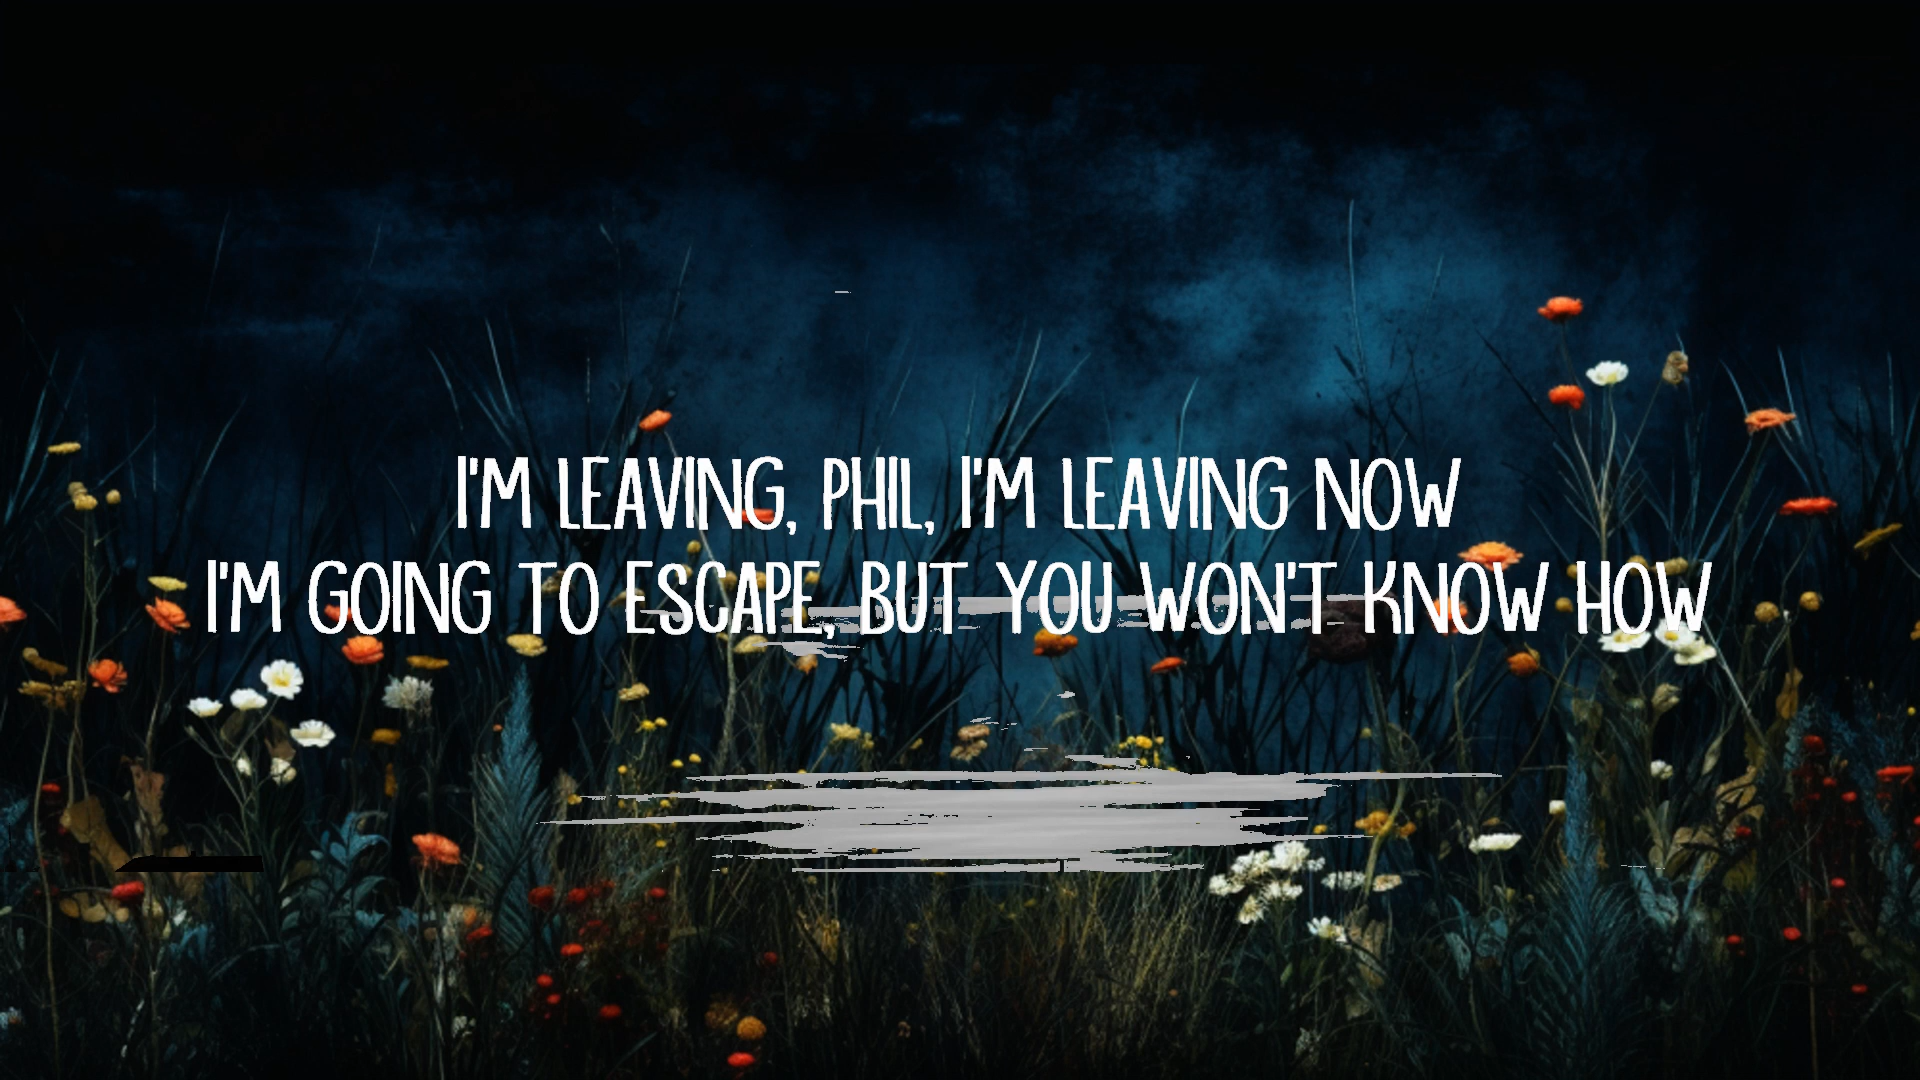 I'M LEAVING, PHIL, I'M LEAVING NOW
I'M GOING TO ESCAPE, BUT YOU WON'T KNOW HOW